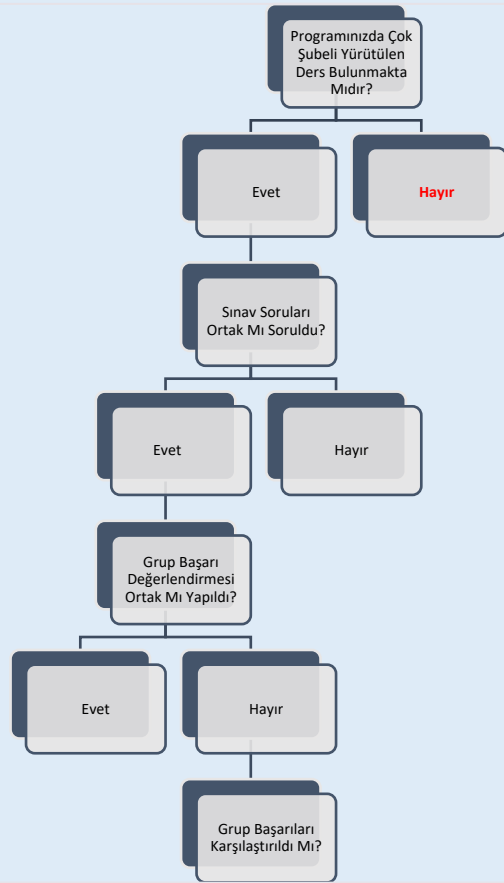 Programınızda Çok
Şubeli Yürütülen
Ders Bulunmakta
Mıdır?
Evet
Hayır
Sınav Soruları
Ortak Mı Soruldu?
Evet
Hayır
Grup Başarı
Değerlendirmesi
Ortak Mı Yapıldı?
Evet
Hayır
Grup Başarıları
Karşılaştırıldı Mı?